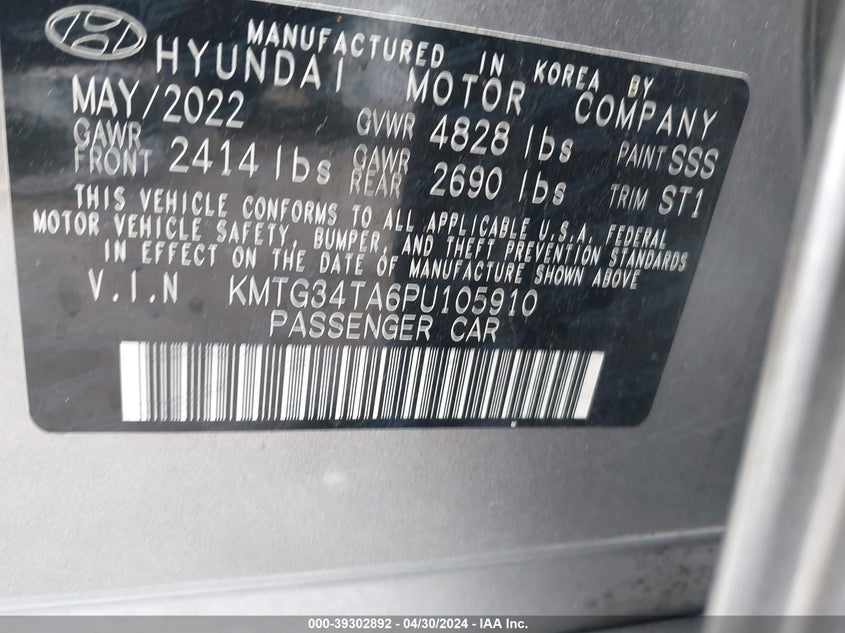 MANUFACTURED IN KOREA BY
HYUNDAI MOTOR COMPANY
MAY/2022 GVWR 4828 lbs PAINT SSS
GAWR FRONT 2414 lbs GAWR REAR 2690 lbs TRIM ST1
THIS VEHICLE CONFORMS TO ALL APPLICABLE U.S.A. FEDERAL
MOTOR VEHICLE SAFETY, BUMPER, AND THEFT PREVENTION STANDARDS
IN EFFECT ON THE DATE OF MANUFACTURE SHOWN ABOVE
V.I.N KMTG34TA6PU105910
PASSENGER CAR
000-39302892 - 04/30/2024 - IAA Inc.